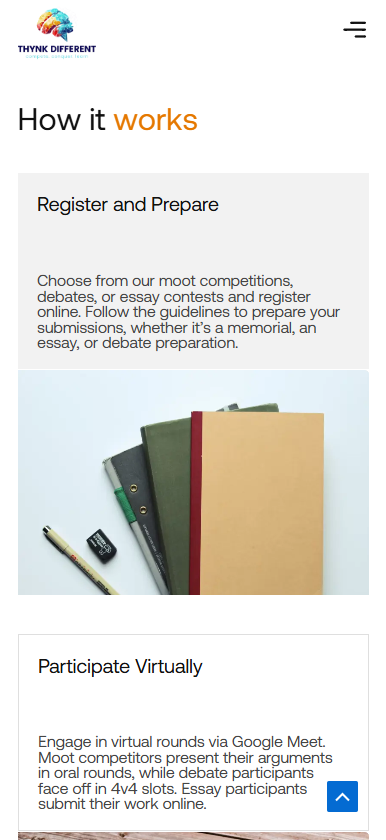 THYNK DIFFERENT
How it works
Register and Prepare
Choose from our moot competitions,
debates, or essay contests and register
online. Follow the guidelines to prepare your
submissions, whether it’s a memorial, an
essay, or debate preparation.
Participate Virtually
Engage in virtual rounds via Google Meet.
Moot competitors present their arguments
in oral rounds, while debate participants
face off in 4v4 slots. Essay participants
submit their work online.